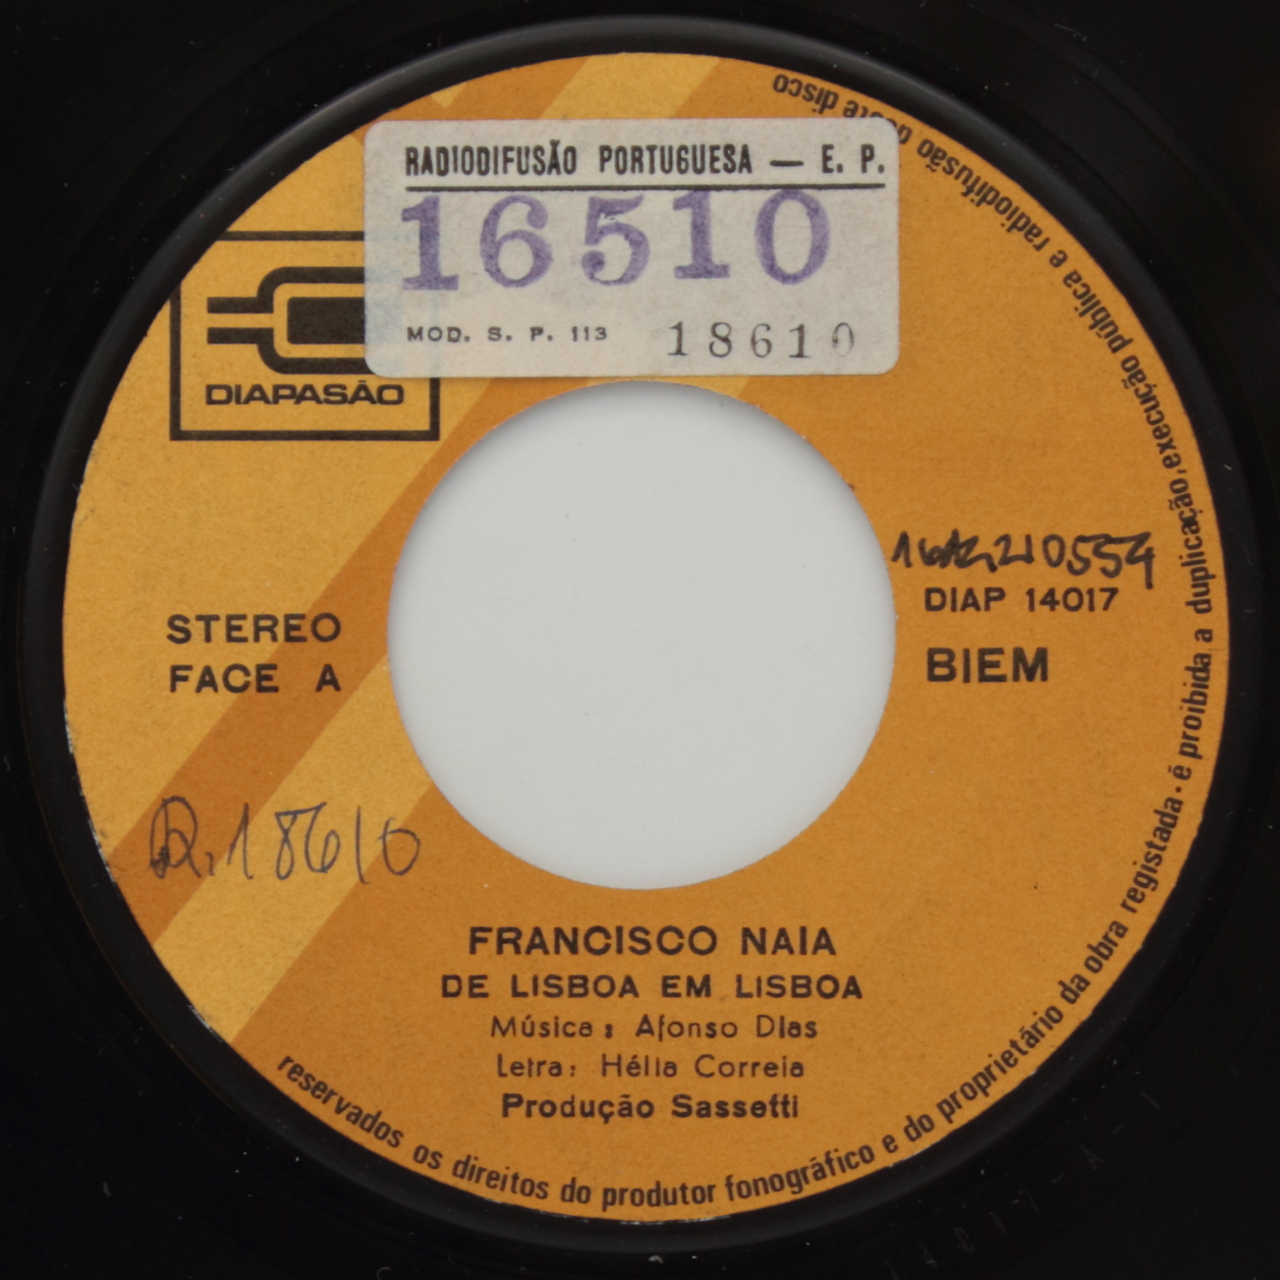 RADIODIFUSÃO PORTUGUESA — E. P.
16510
MOD. S. P. 113 18610
DIAPASÃO
DIAP 14017
STEREO
FACE A
BIEM
R.18610
FRANCISCO NAIA
DE LISBOA EM LISBOA
Música: Afonso Dias
Letra: Hélia Correia
Produção Sassetti
reservados os direitos do produtor fonográfico e do proprietário da obra registada - é proibida a duplicação, execução pública e radiodifusão deste disco